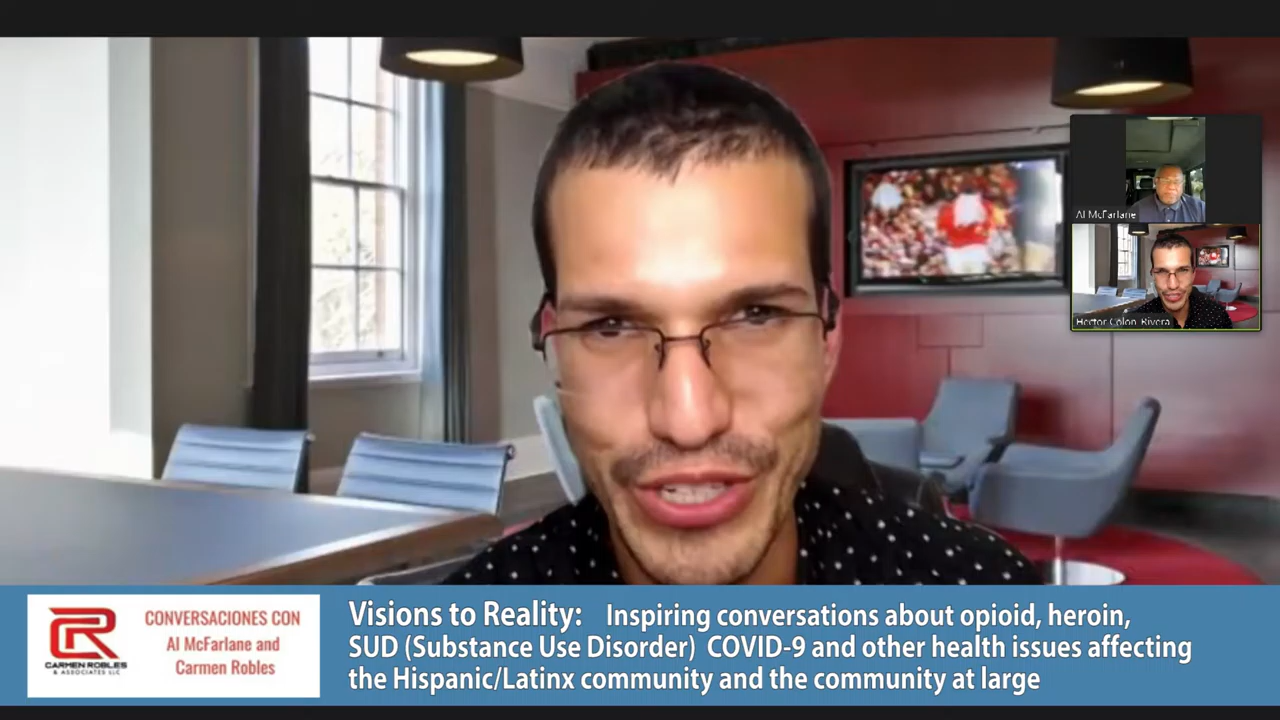 Al McFarlane
Hector Colon-Rivera
CR
CARMEN ROBLES
& ASSOCIATES LLC
CONVERSACIONES CON
Al McFarlane and
Carmen Robles
Visions to Reality: Inspiring conversations about opioid, heroin,
SUD (Substance Use Disorder) COVID-9 and other health issues affecting
the Hispanic/Latinx community and the community at large